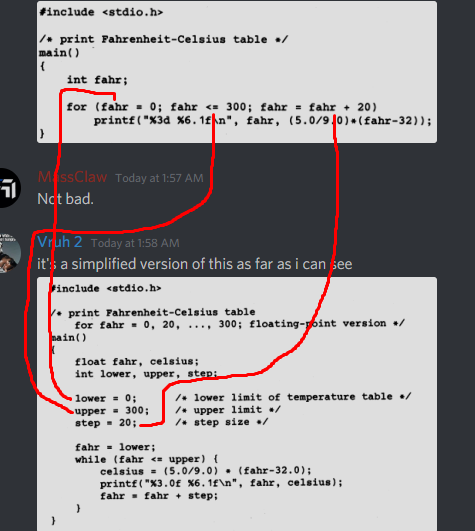 #include <stdio.h>
/* print Fahrenheit-Celsius table */
main()
{
int fahr;
for (fahr = 0; fahr <= 300; fahr = fahr + 20)
printf("%3d %6.1f\n", fahr, (5.0/9.0)*(fahr-32));
}
MassClaw Today at 1:57 AM
Not bad.
Vruh 2 Today at 1:58 AM
it's a simplified version of this as far as i can see
#include <stdio.h>
/* print Fahrenheit-Celsius table
for fahr = 0, 20, ..., 300; floating-point version */
main()
{
float fahr, celsius;
int lower, upper, step;
lower = 0; /* lower limit of temperature table */
upper = 300; /* upper limit */
step = 20; /* step size */
fahr = lower;
while (fahr <= upper) {
celsius = (5.0/9.0) * (fahr-32.0);
printf("%3.0f %6.1f\n", fahr, celsius);
fahr = fahr + step;
}
}